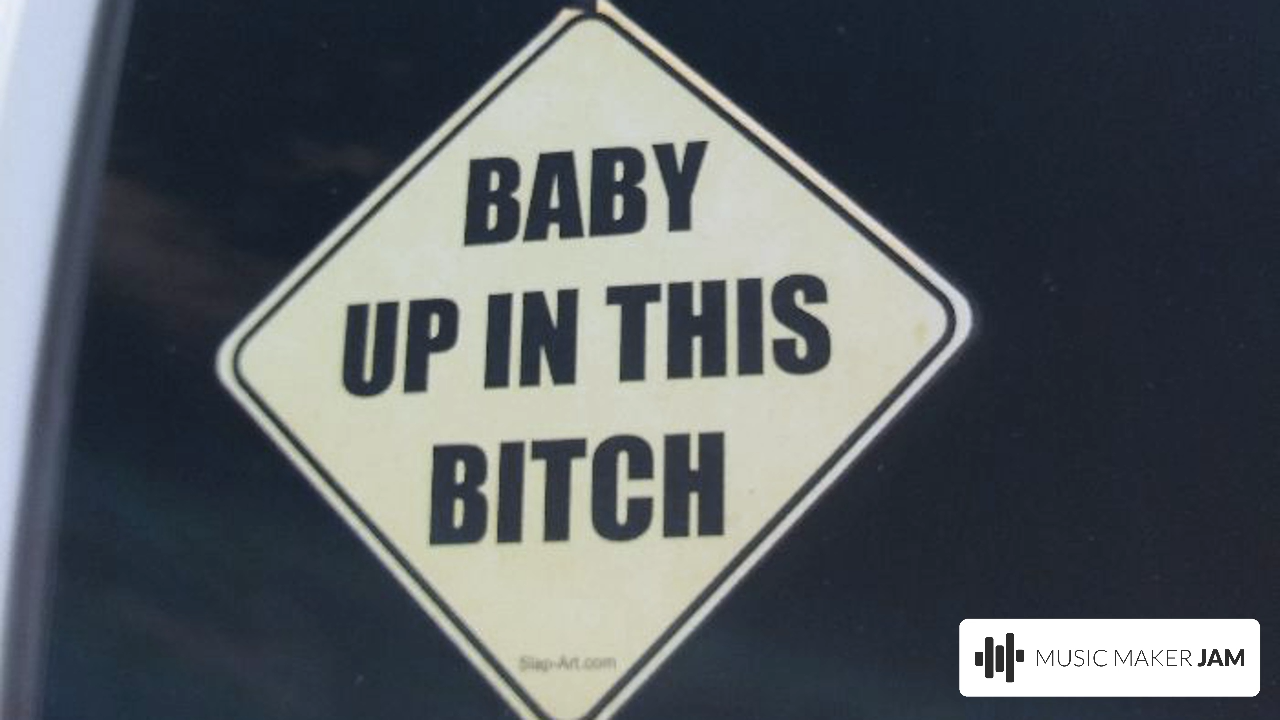 BABY
UP IN THIS
BITCH
Slap-Art.com
MUSIC MAKER JAM